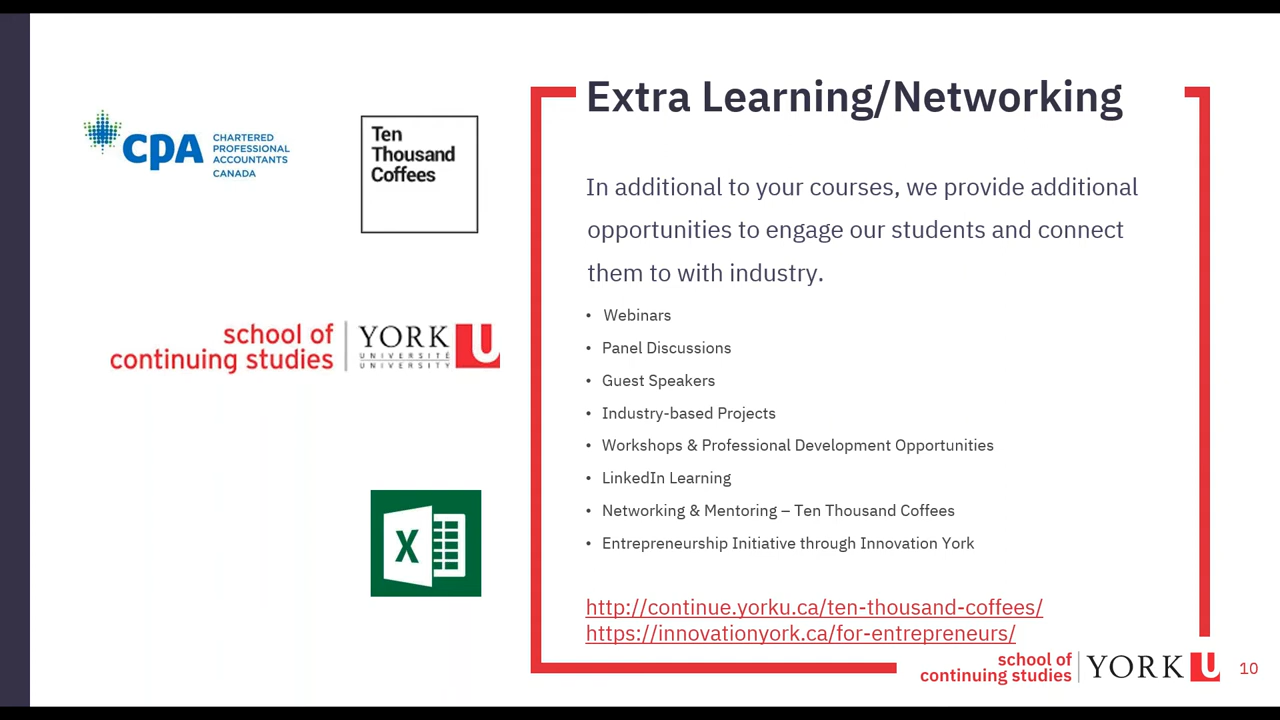 cpa
CHARTERED
PROFESSIONAL
ACCOUNTANTS
CANADA
Ten
Thousand
Coffees
school of
continuing studies
YORK
UNIVERSITÉ
UNIVERSITY
U
X
Extra Learning/Networking
In additional to your courses, we provide additional
opportunities to engage our students and connect
them to with industry.
• Webinars
• Panel Discussions
• Guest Speakers
• Industry-based Projects
• Workshops & Professional Development Opportunities
• LinkedIn Learning
• Networking & Mentoring – Ten Thousand Coffees
• Entrepreneurship Initiative through Innovation York
http://continue.yorku.ca/ten-thousand-coffees/
https://innovationyork.ca/for-entrepreneurs/
school of
continuing studies
YORK U
10